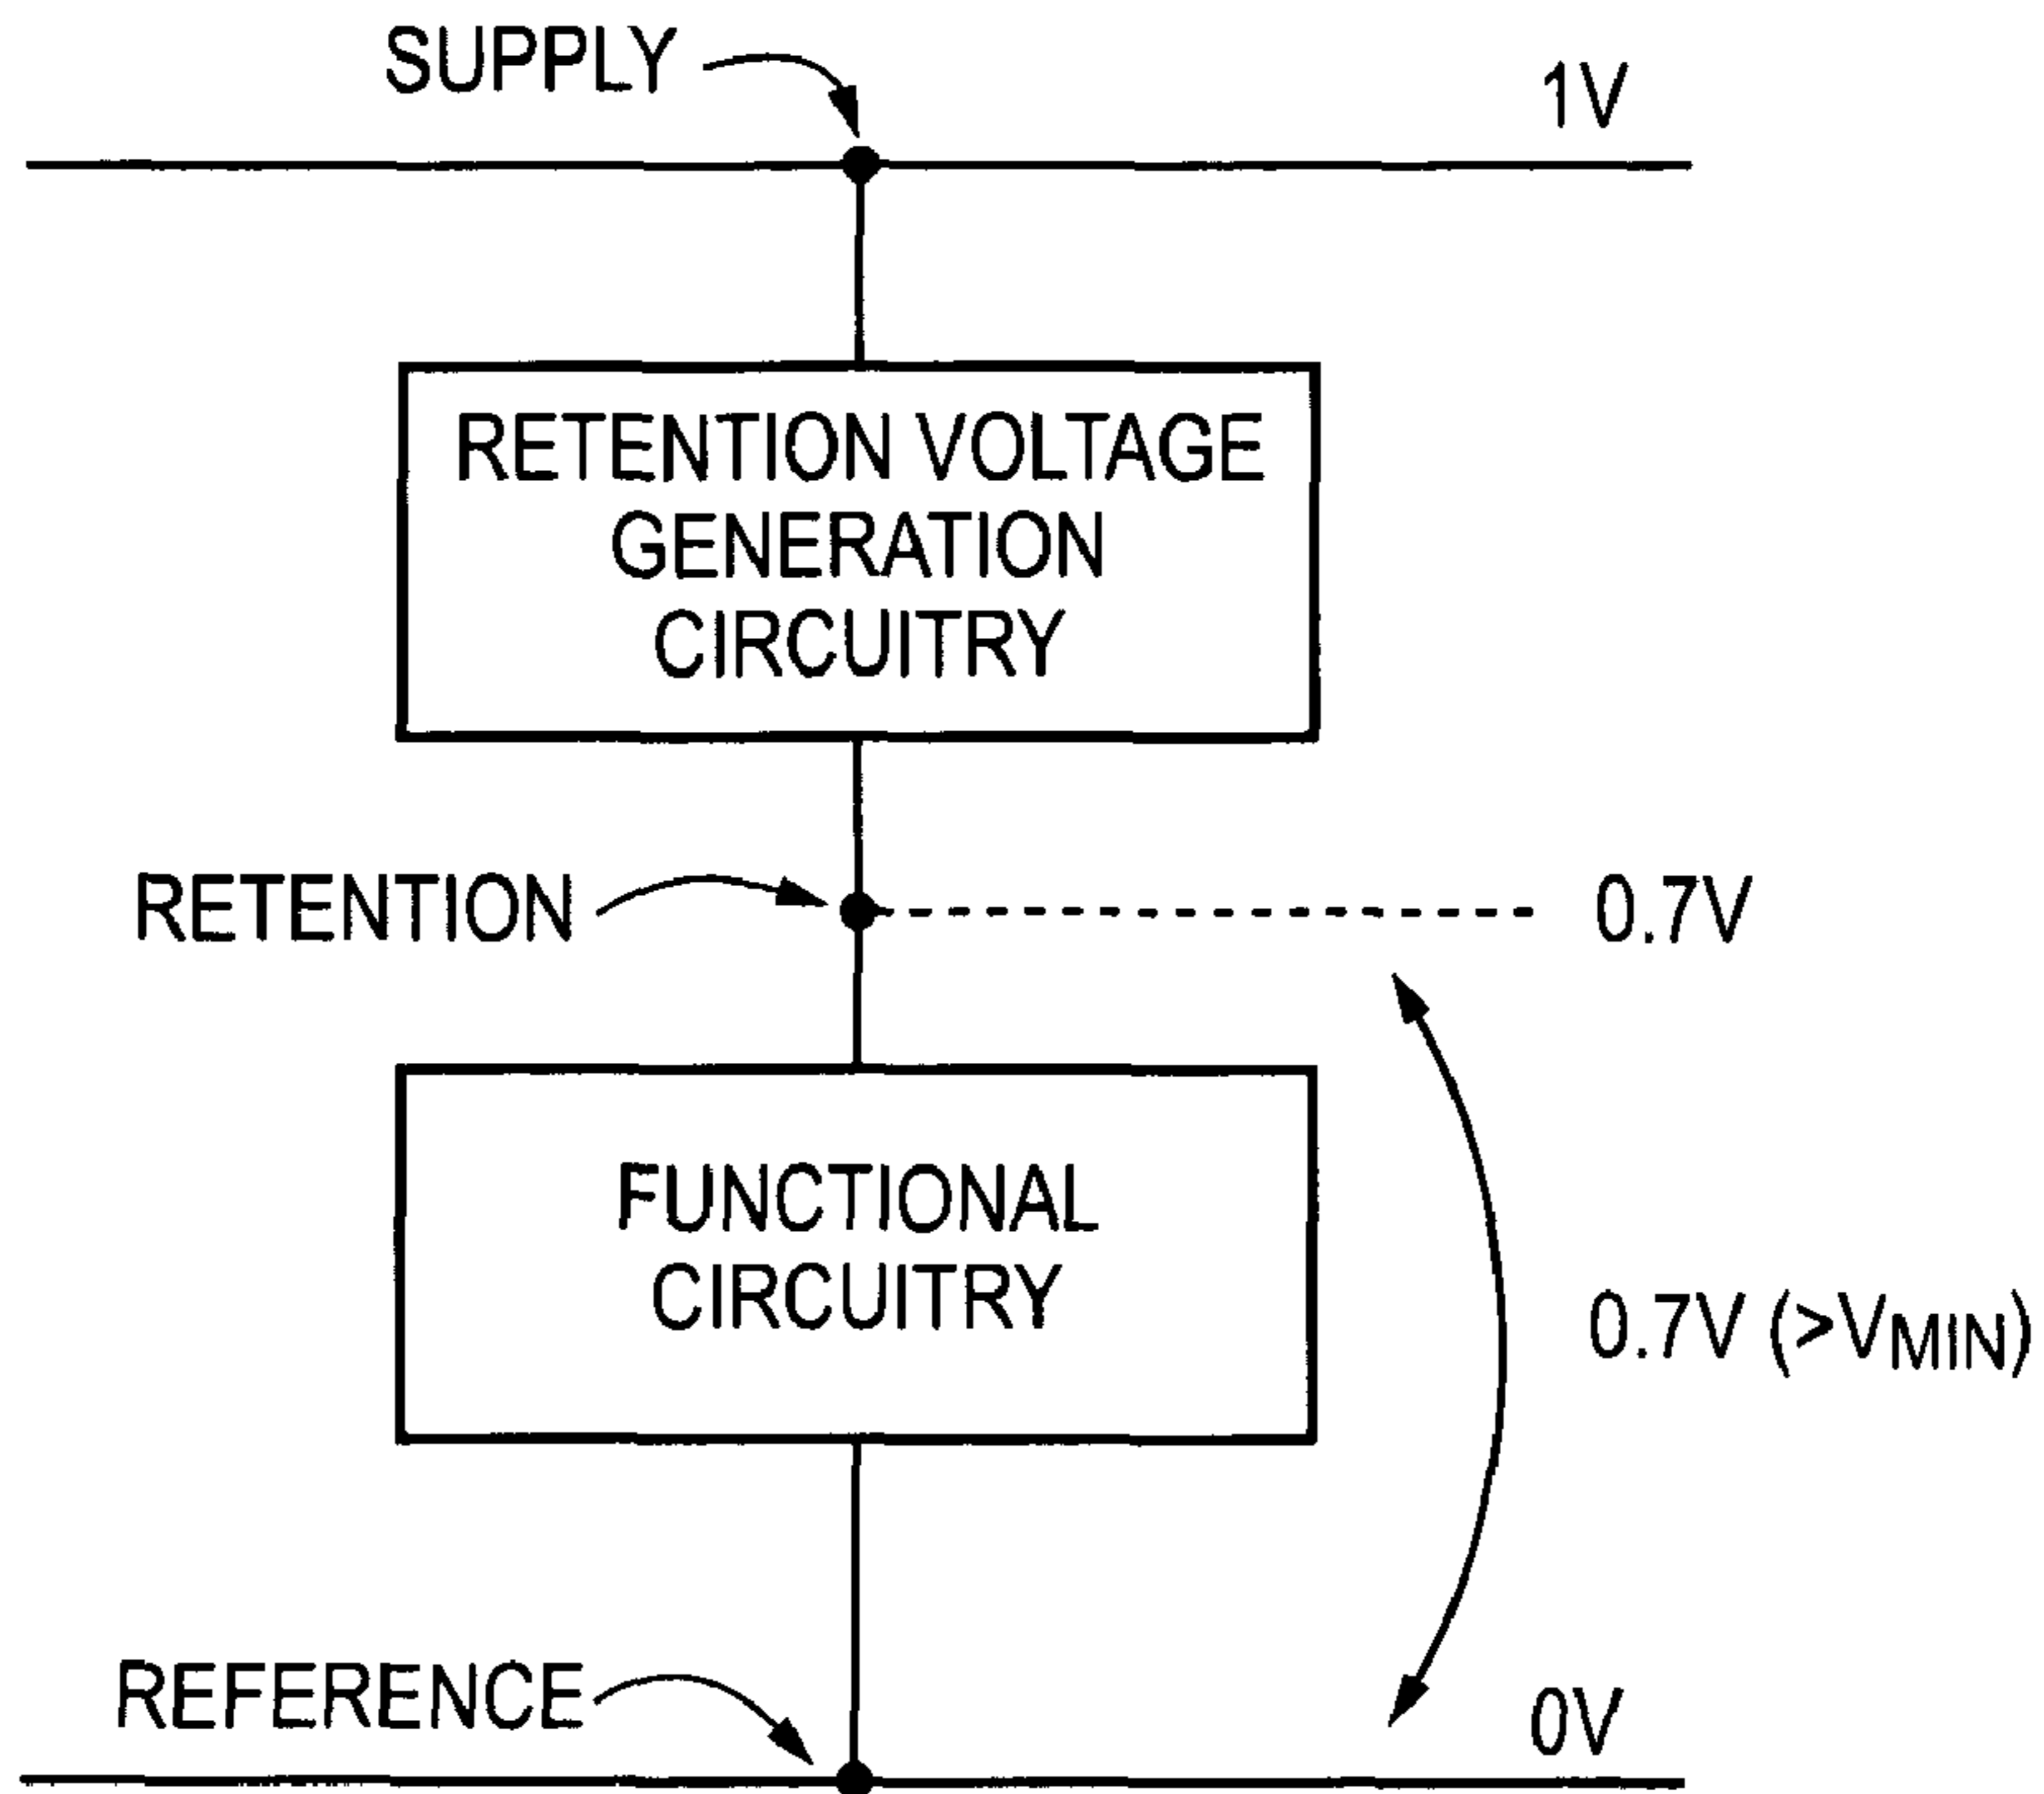 SUPPLY
1V
RETENTION VOLTAGE
GENERATION
CIRCUITRY
RETENTION
0.7V
FUNCTIONAL
CIRCUITRY
0.7V (>VMIN)
REFERENCE
0V